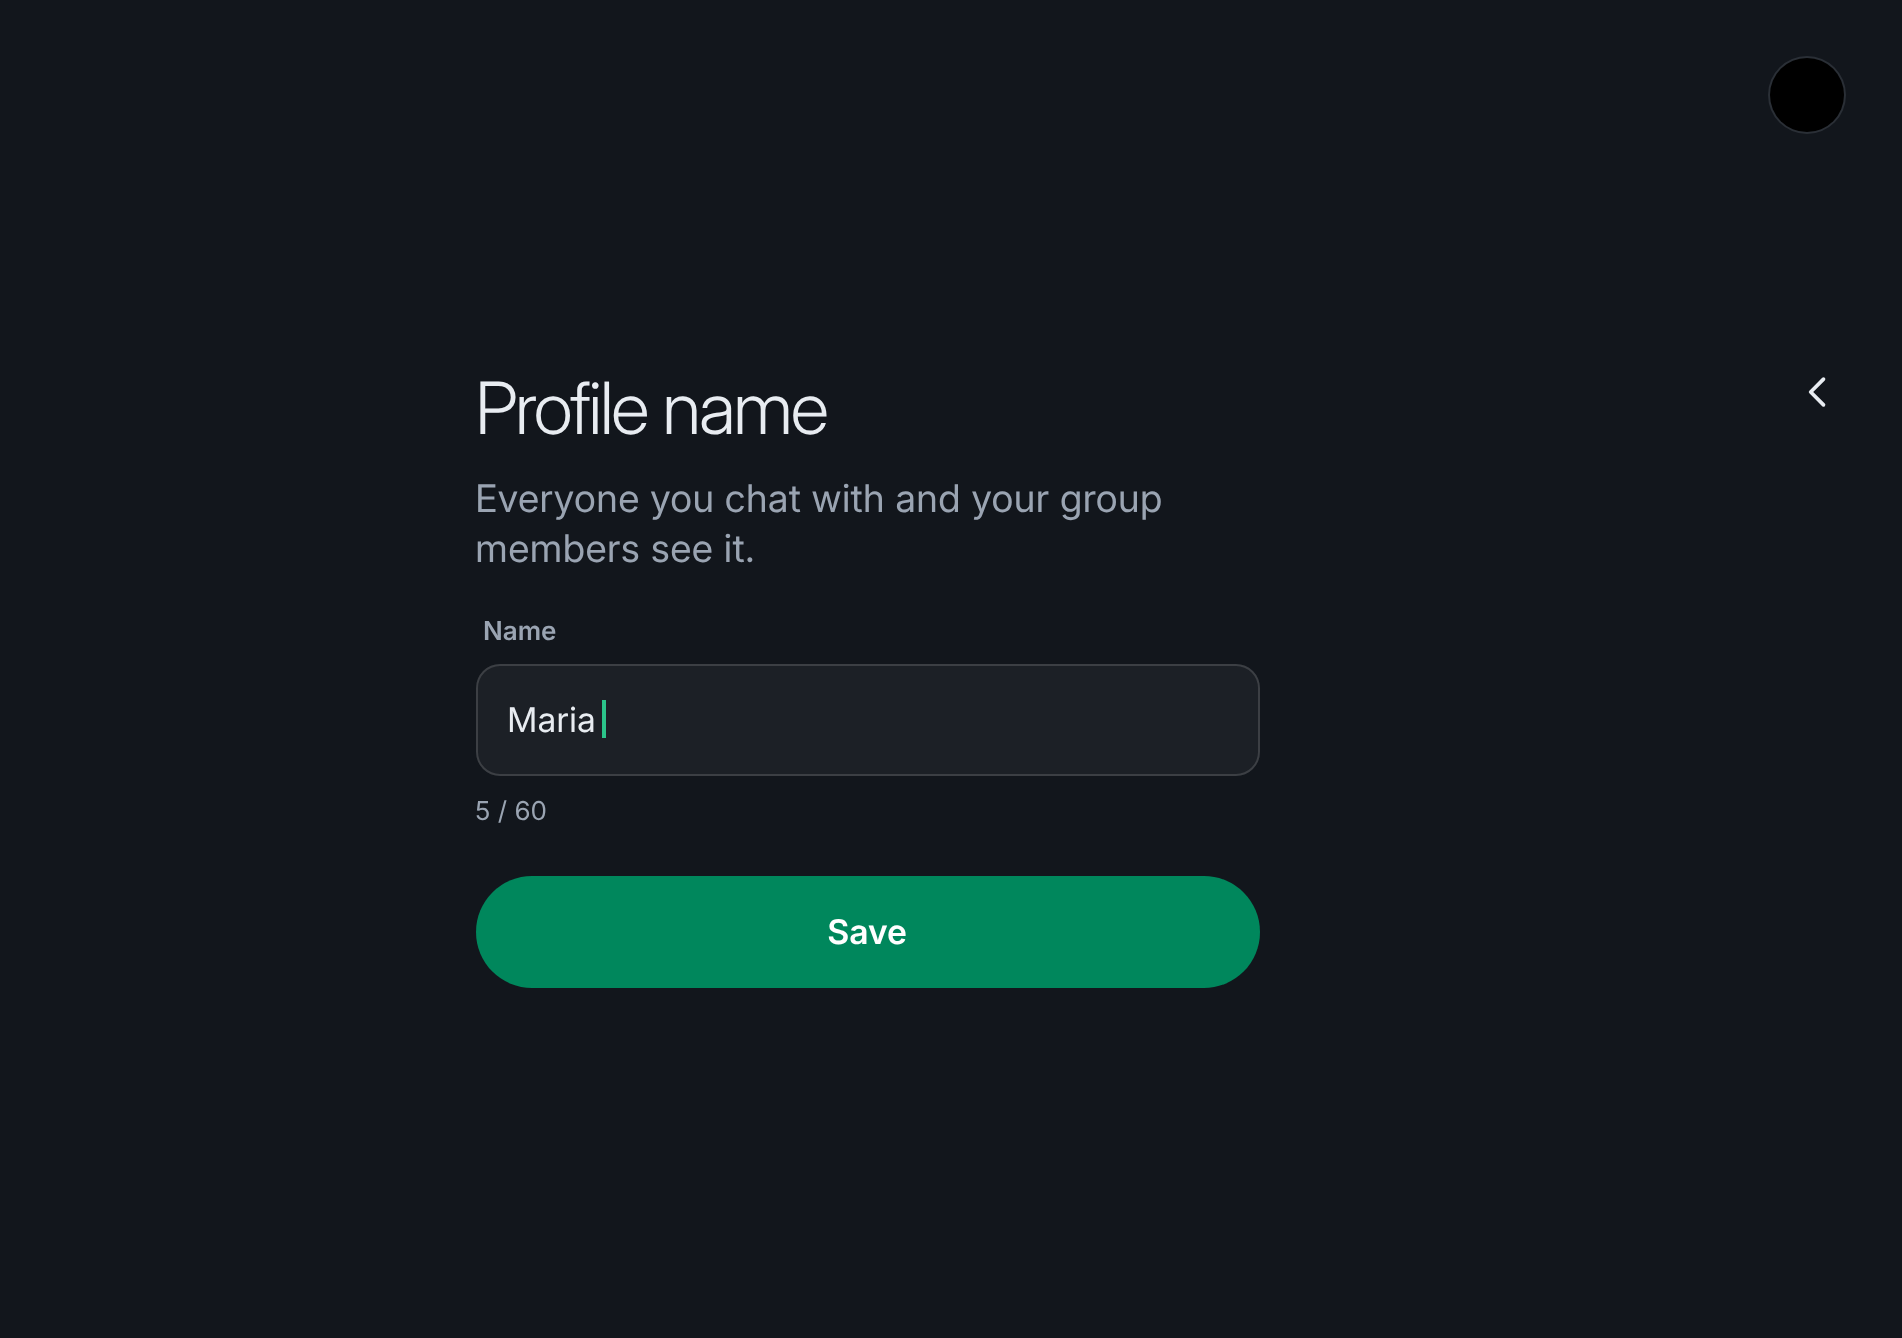 Profile name
Everyone you chat with and your group
members see it.
Name
Maria
5 / 60
Save